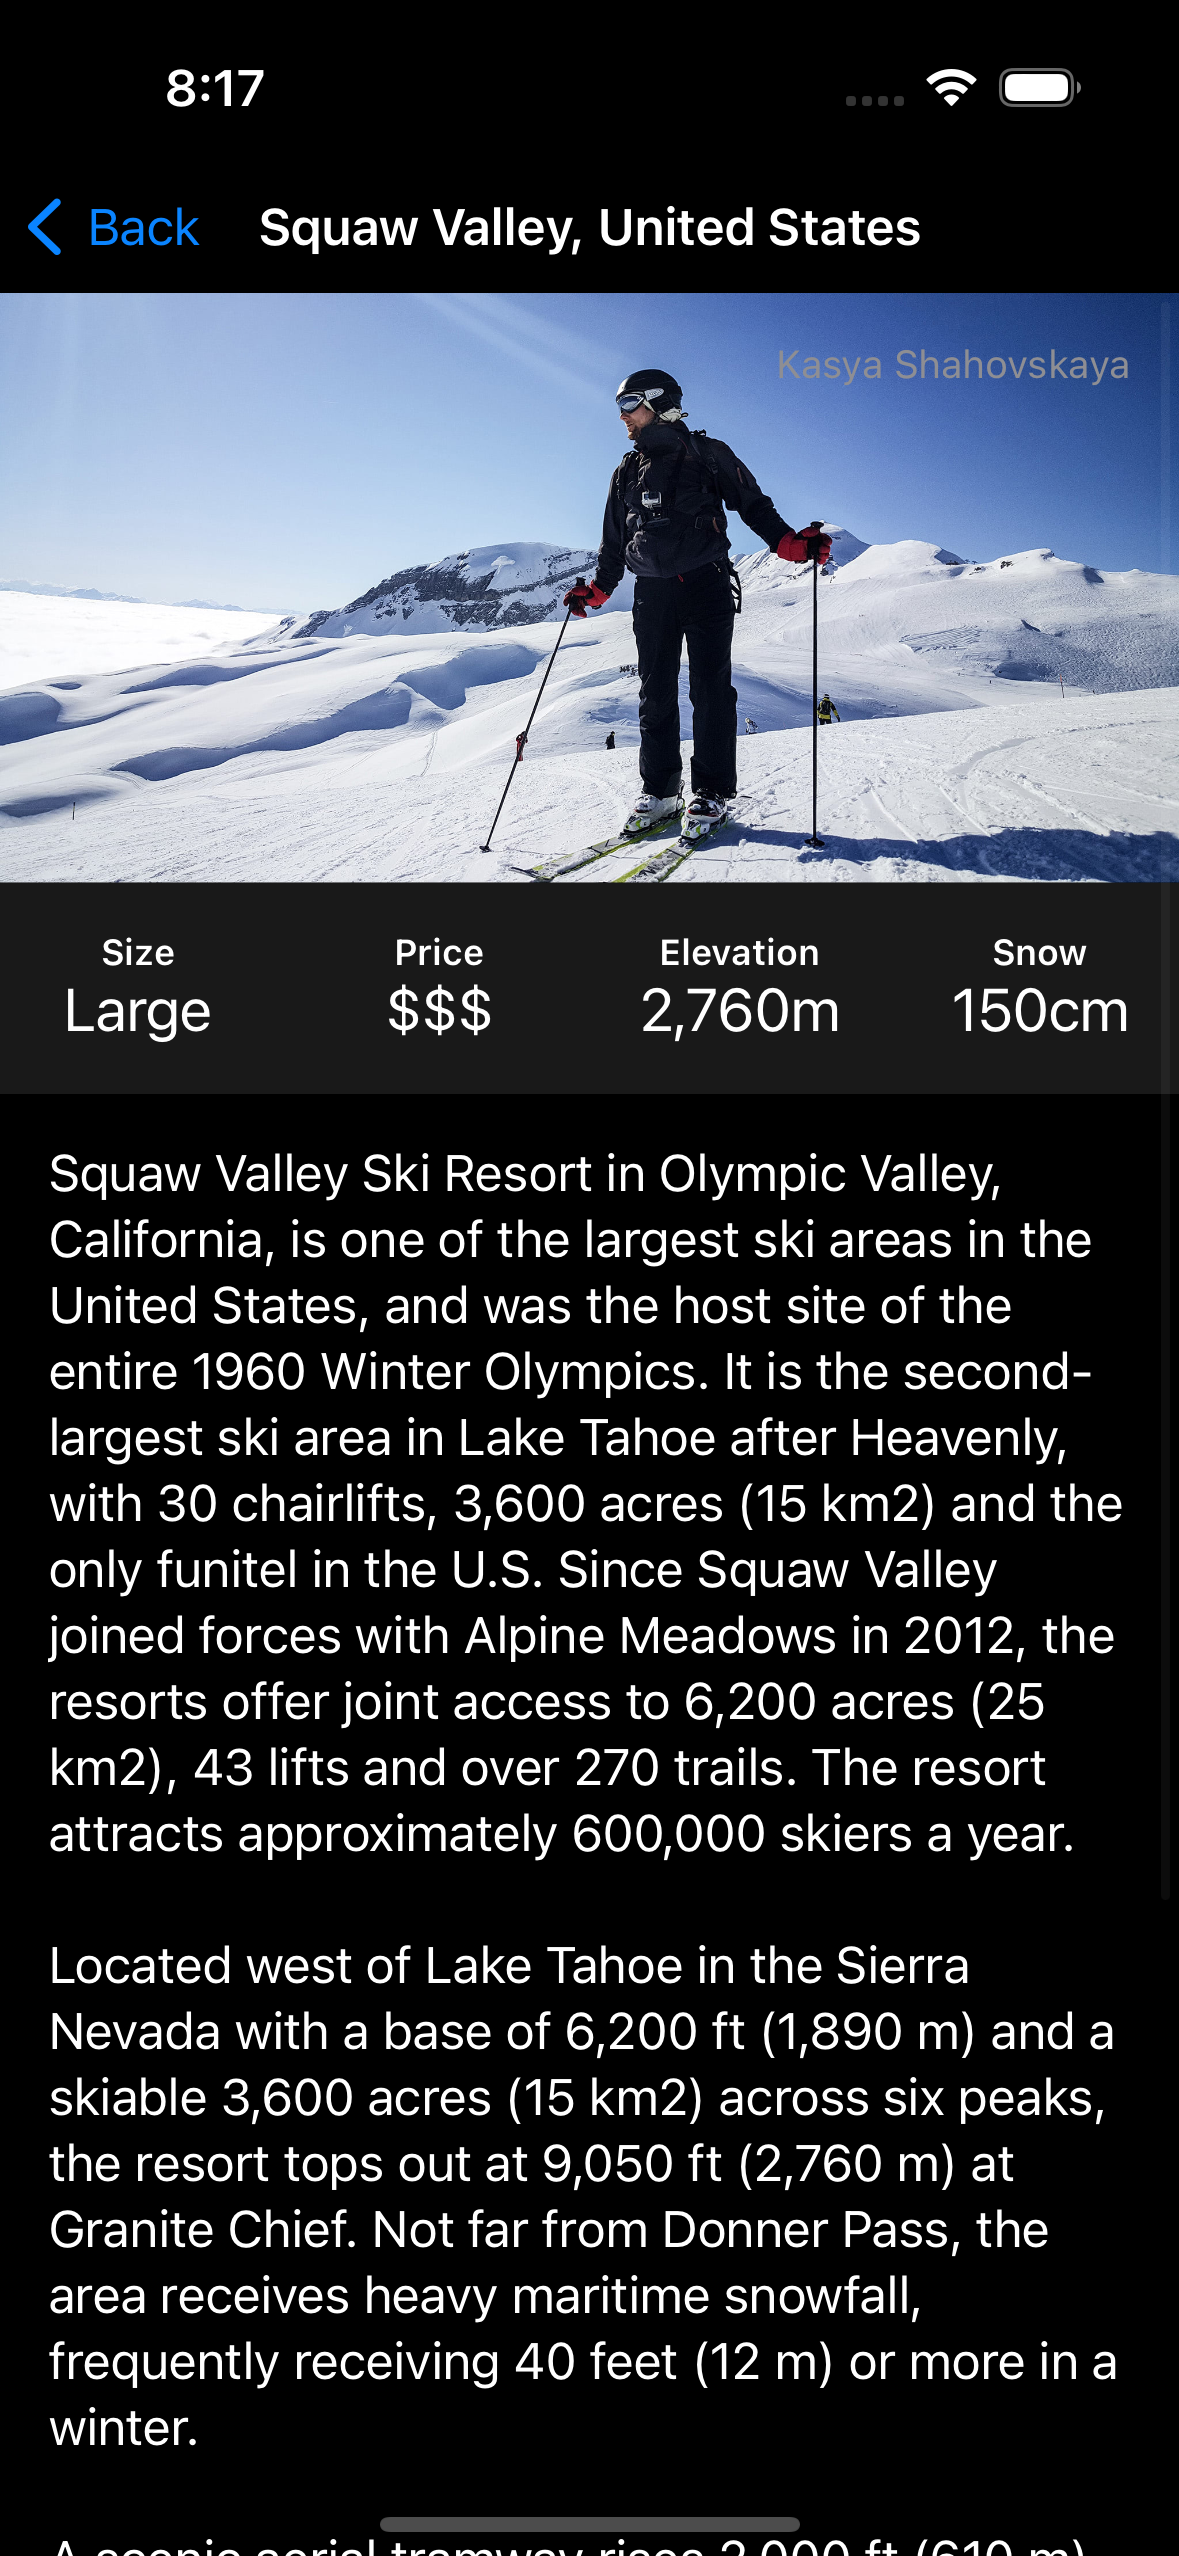 8:17
Back
Squaw Valley, United States
Kasya Shahovskaya
Size Price Elevation Snow
Large $$$ 2,760m 150cm
Squaw Valley Ski Resort in Olympic Valley,
California, is one of the largest ski areas in the
United States, and was the host site of the
entire 1960 Winter Olympics. It is the second-
largest ski area in Lake Tahoe after Heavenly,
with 30 chairlifts, 3,600 acres (15 km2) and the
only funitel in the U.S. Since Squaw Valley
joined forces with Alpine Meadows in 2012, the
resorts offer joint access to 6,200 acres (25
km2), 43 lifts and over 270 trails. The resort
attracts approximately 600,000 skiers a year.
Located west of Lake Tahoe in the Sierra
Nevada with a base of 6,200 ft (1,890 m) and a
skiable 3,600 acres (15 km2) across six peaks,
the resort tops out at 9,050 ft (2,760 m) at
Granite Chief. Not far from Donner Pass, the
area receives heavy maritime snowfall,
frequently receiving 40 feet (12 m) or more in a
winter.
A scenic aerial tramway rises 2,000 ft (610 m)